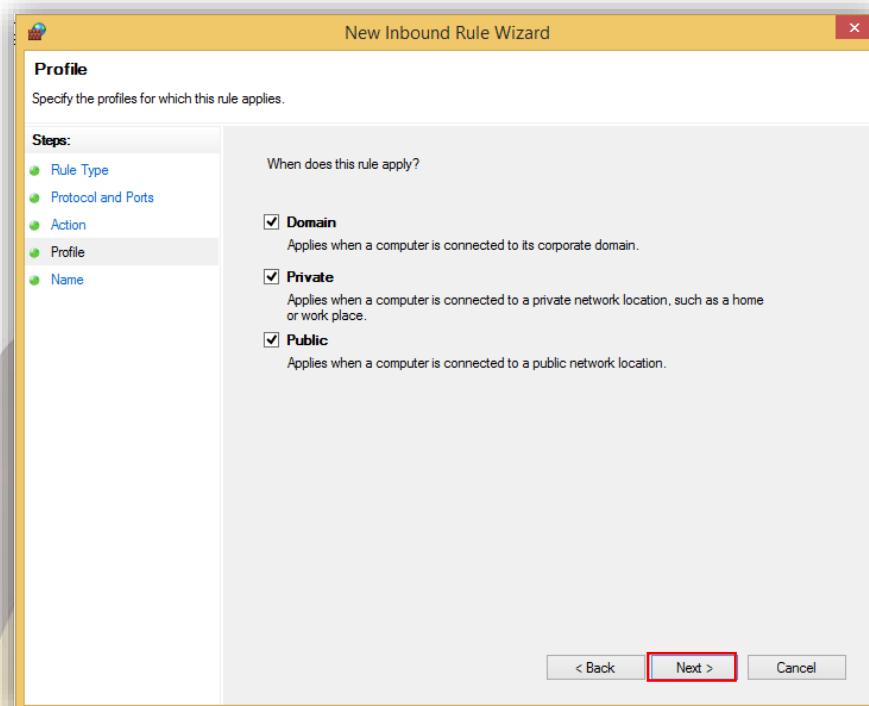 New Inbound Rule Wizard
Profile
Specify the profiles for which this rule applies.
Steps:
Rule Type
Protocol and Ports
Action
Profile
Name
When does this rule apply?
Domain
Applies when a computer is connected to its corporate domain.
Private
Applies when a computer is connected to a private network location, such as a home
or work place.
Public
Applies when a computer is connected to a public network location.
< Back
Next >
Cancel